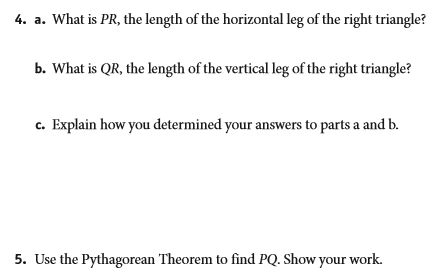 4. a. What is PR, the length of the horizontal leg of the right triangle?
b. What is QR, the length of the vertical leg of the right triangle?
c. Explain how you determined your answers to parts a and b.
5. Use the Pythagorean Theorem to find PQ. Show your work.